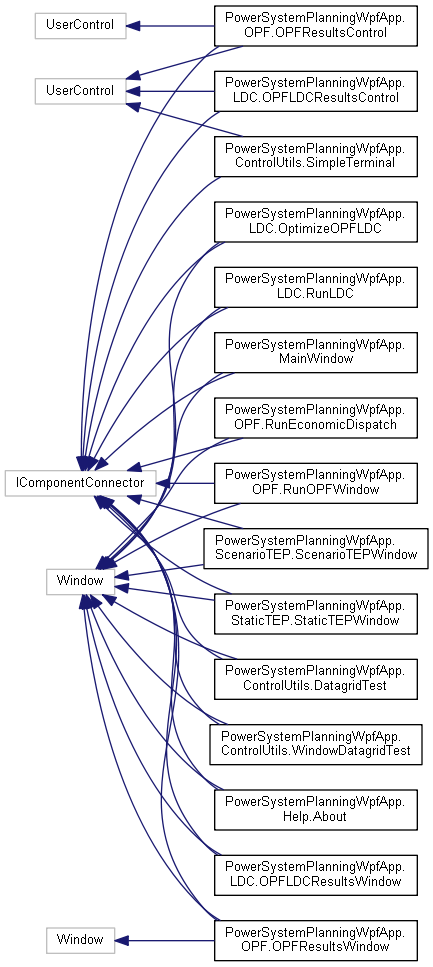 UserControl
PowerSystemPlanningWpfApp.
OPF.OPFResultsControl
UserControl
PowerSystemPlanningWpfApp.
LDC.OPFLDCResultsControl
PowerSystemPlanningWpfApp.
ControlUtils.SimpleTerminal
PowerSystemPlanningWpfApp.
LDC.OptimizeOPFLDC
PowerSystemPlanningWpfApp.
LDC.RunLDC
PowerSystemPlanningWpfApp.
MainWindow
PowerSystemPlanningWpfApp.
OPF.RunEconomicDispatch
IComponentConnector
PowerSystemPlanningWpfApp.
OPF.RunOPFWindow
PowerSystemPlanningWpfApp.
ScenarioTEP.ScenarioTEPWindow
Window
PowerSystemPlanningWpfApp.
StaticTEP.StaticTEPWindow
PowerSystemPlanningWpfApp.
ControlUtils.DatagridTest
PowerSystemPlanningWpfApp.
ControlUtils.WindowDatagridTest
PowerSystemPlanningWpfApp.
Help.About
PowerSystemPlanningWpfApp.
LDC.OPFLDCResultsWindow
Window
PowerSystemPlanningWpfApp.
OPF.OPFResultsWindow